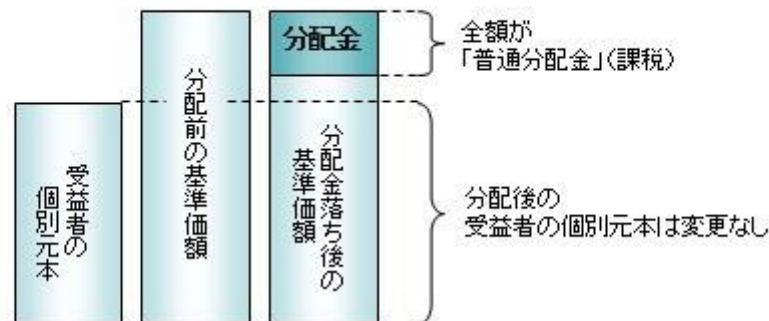 受益者の
個別元本
分配前の基準価額
分配金
分配金落ち後の
基準価額
全額が
「普通分配金」(課税)
分配後の
受益者の個別元本は変更なし